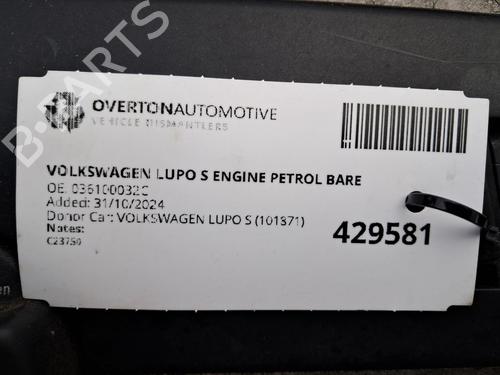 B-PARTS
OVERTONAUTOMOTIVE
VEHICLE DISMANTLERS
VOLKSWAGEN LUPO S ENGINE PETROL BARE
OE: 036100032C
Added: 31/10/2024
Donor Car: VOLKSWAGEN LUPO S (101871)
Notes:
C23750
429581